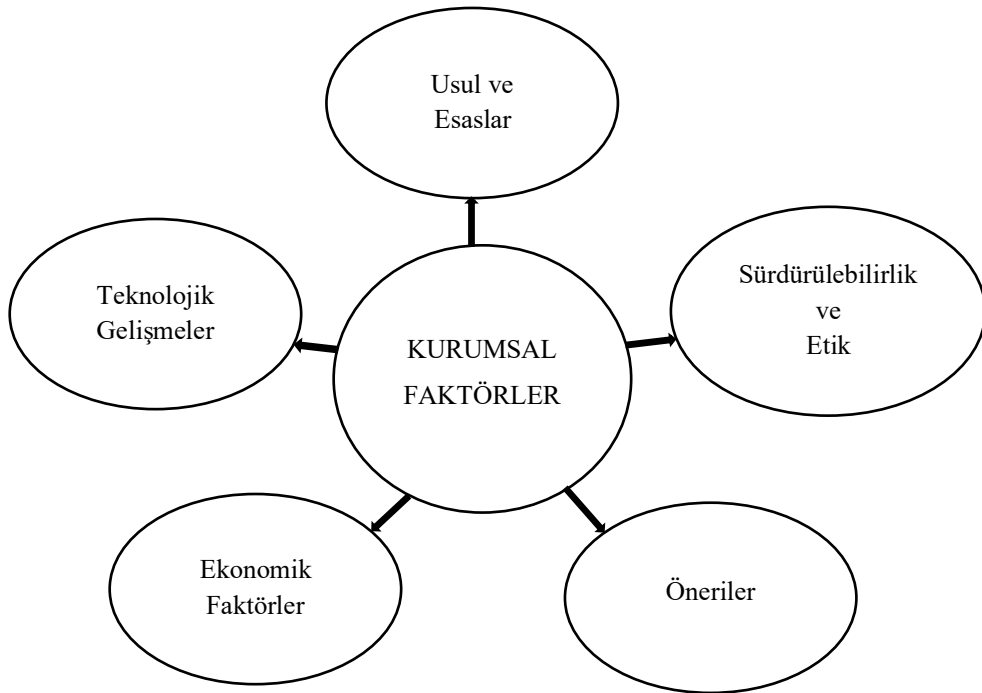 Usul ve
Esaslar
Teknolojik
Gelişmeler
Sürdürülebilirlik
ve
Etik
KURUMSAL
FAKTÖRLER
Ekonomik
Faktörler
Öneriler